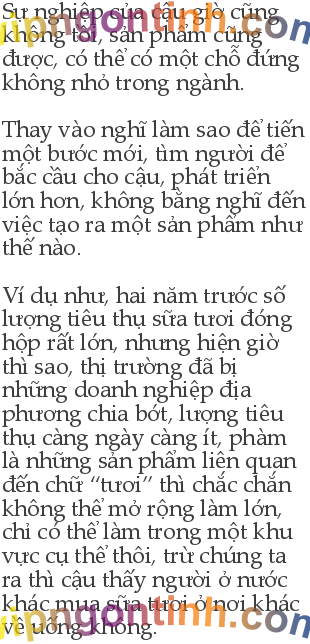 Sự nghiệp của cậu giờ cũng
không tồi, sản phẩm cũng
được, có thể có một chỗ đứng
không nhỏ trong ngành.
Thay vào nghĩ làm sao để tiến
một bước mới, tìm người để
bắc cầu cho cậu, phát triển
lớn hơn, không bằng nghĩ đến
việc tạo ra một sản phẩm như
thế nào.
Ví dụ như, hai năm trước số
lượng tiêu thụ sữa tươi đóng
hộp rất lớn, nhưng hiện giờ
thì sao, thị trường đã bị
những doanh nghiệp địa
phương chia bớt, lượng tiêu
thụ càng ngày càng ít, phàm
là những sản phẩm liên quan
đến chữ “tươi” thì chắc chắn
không thể mở rộng làm lớn,
chỉ có thể làm trong một khu
vực cụ thể thôi, trừ chúng ta
ra thì cậu thấy người ở nước
khác mua sữa tươi ở nơi khác
về uống không.